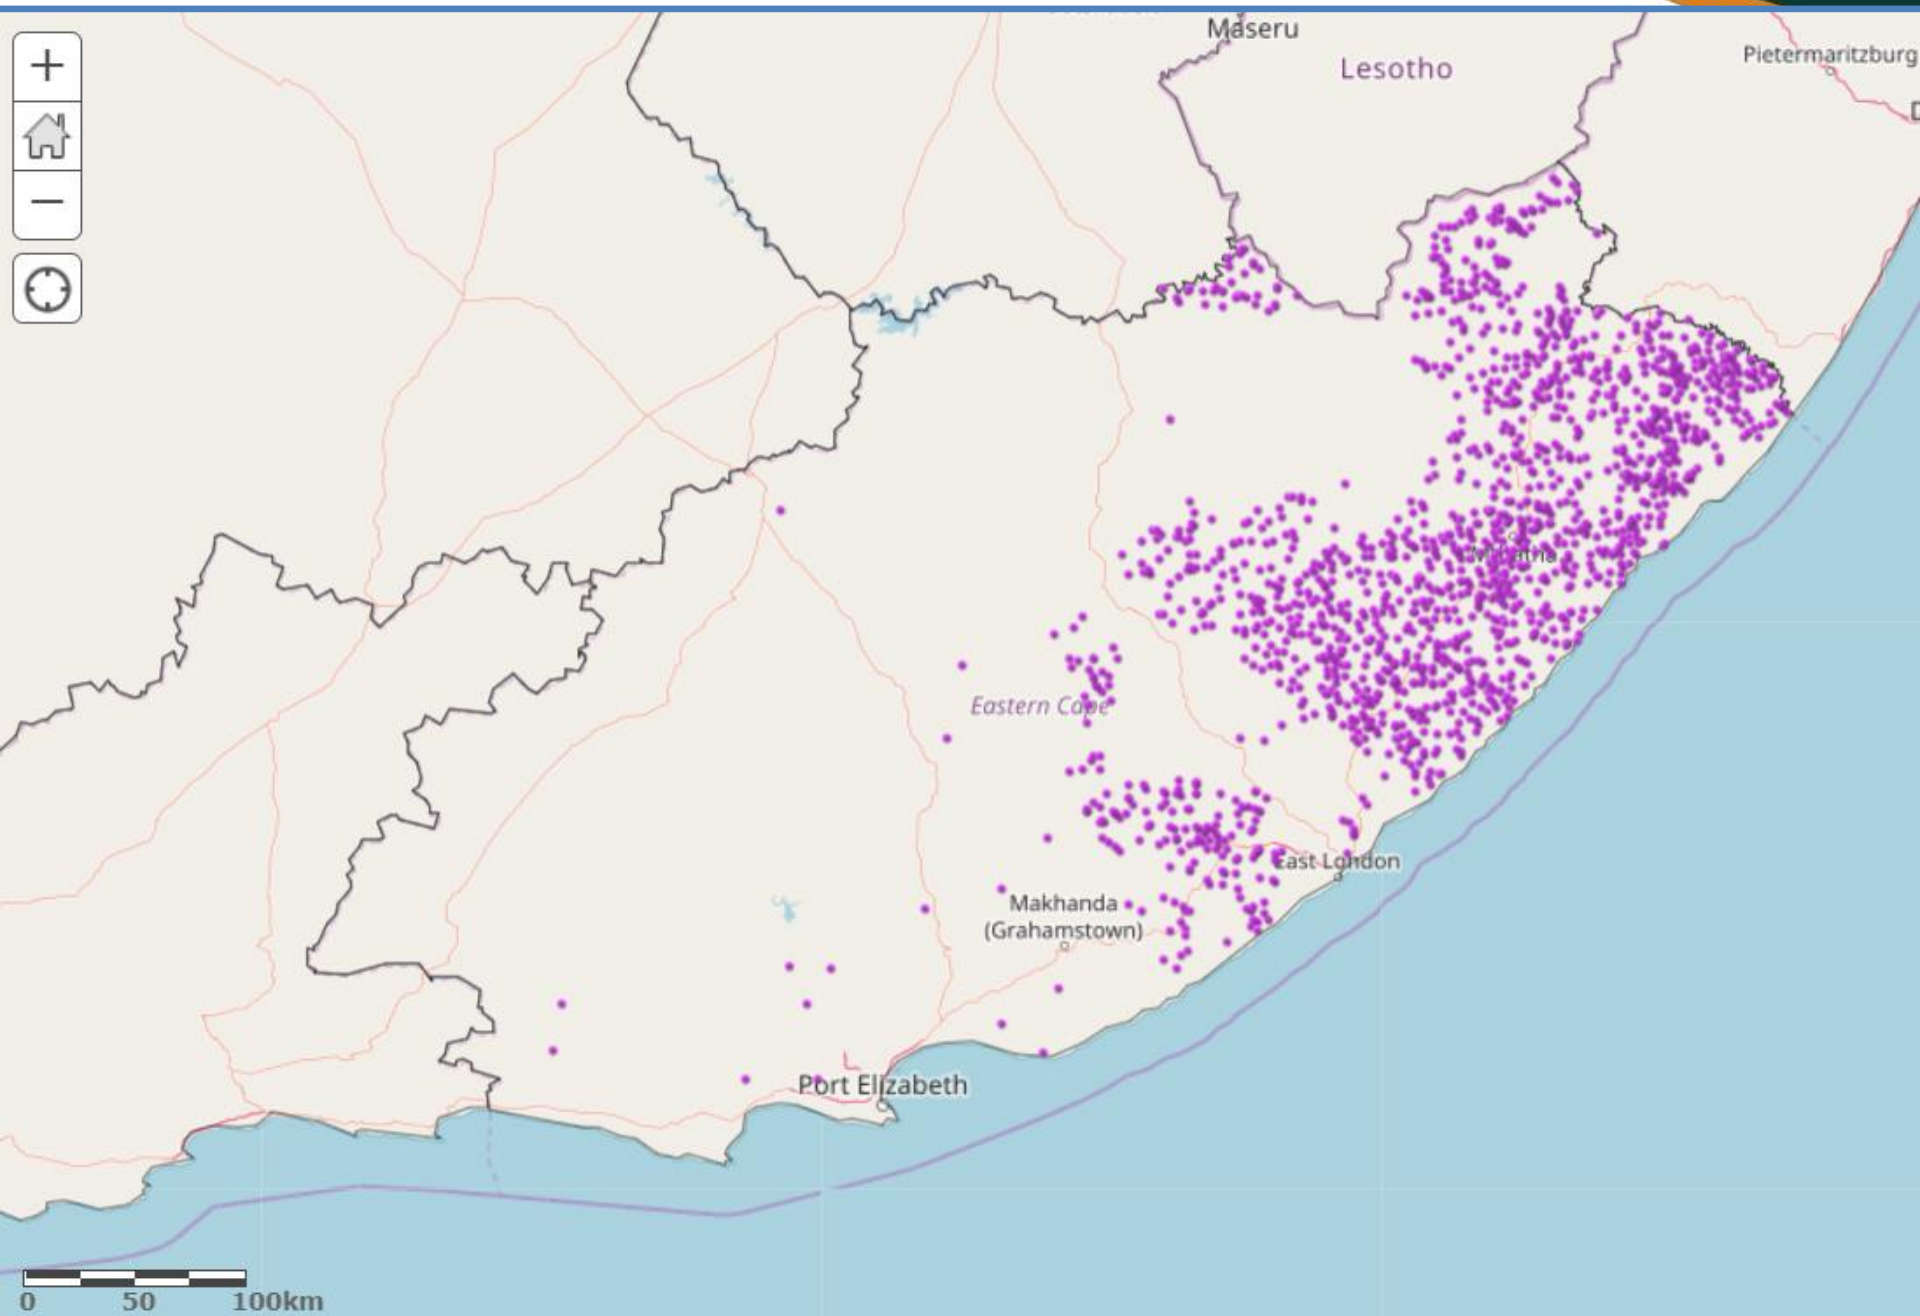 Maseru
Lesotho
Pietermaritzburg
Eastern Cape
East London
Makhanda
(Grahamstown)
Port Elizabeth
0 50 100km